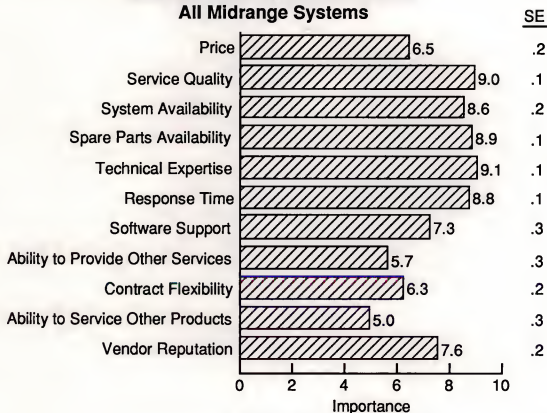 All Midrange Systems
SE
Price 6.5 .2
Service Quality 9.0 .1
System Availability 8.6 .2
Spare Parts Availability 8.9 .1
Technical Expertise 9.1 .1
Response Time 8.8 .1
Software Support 7.3 .3
Ability to Provide Other Services 5.7 .3
Contract Flexibility 6.3 .2
Ability to Service Other Products 5.0 .3
Vendor Reputation 7.6 .2
0 2 4 6 8 10
Importance